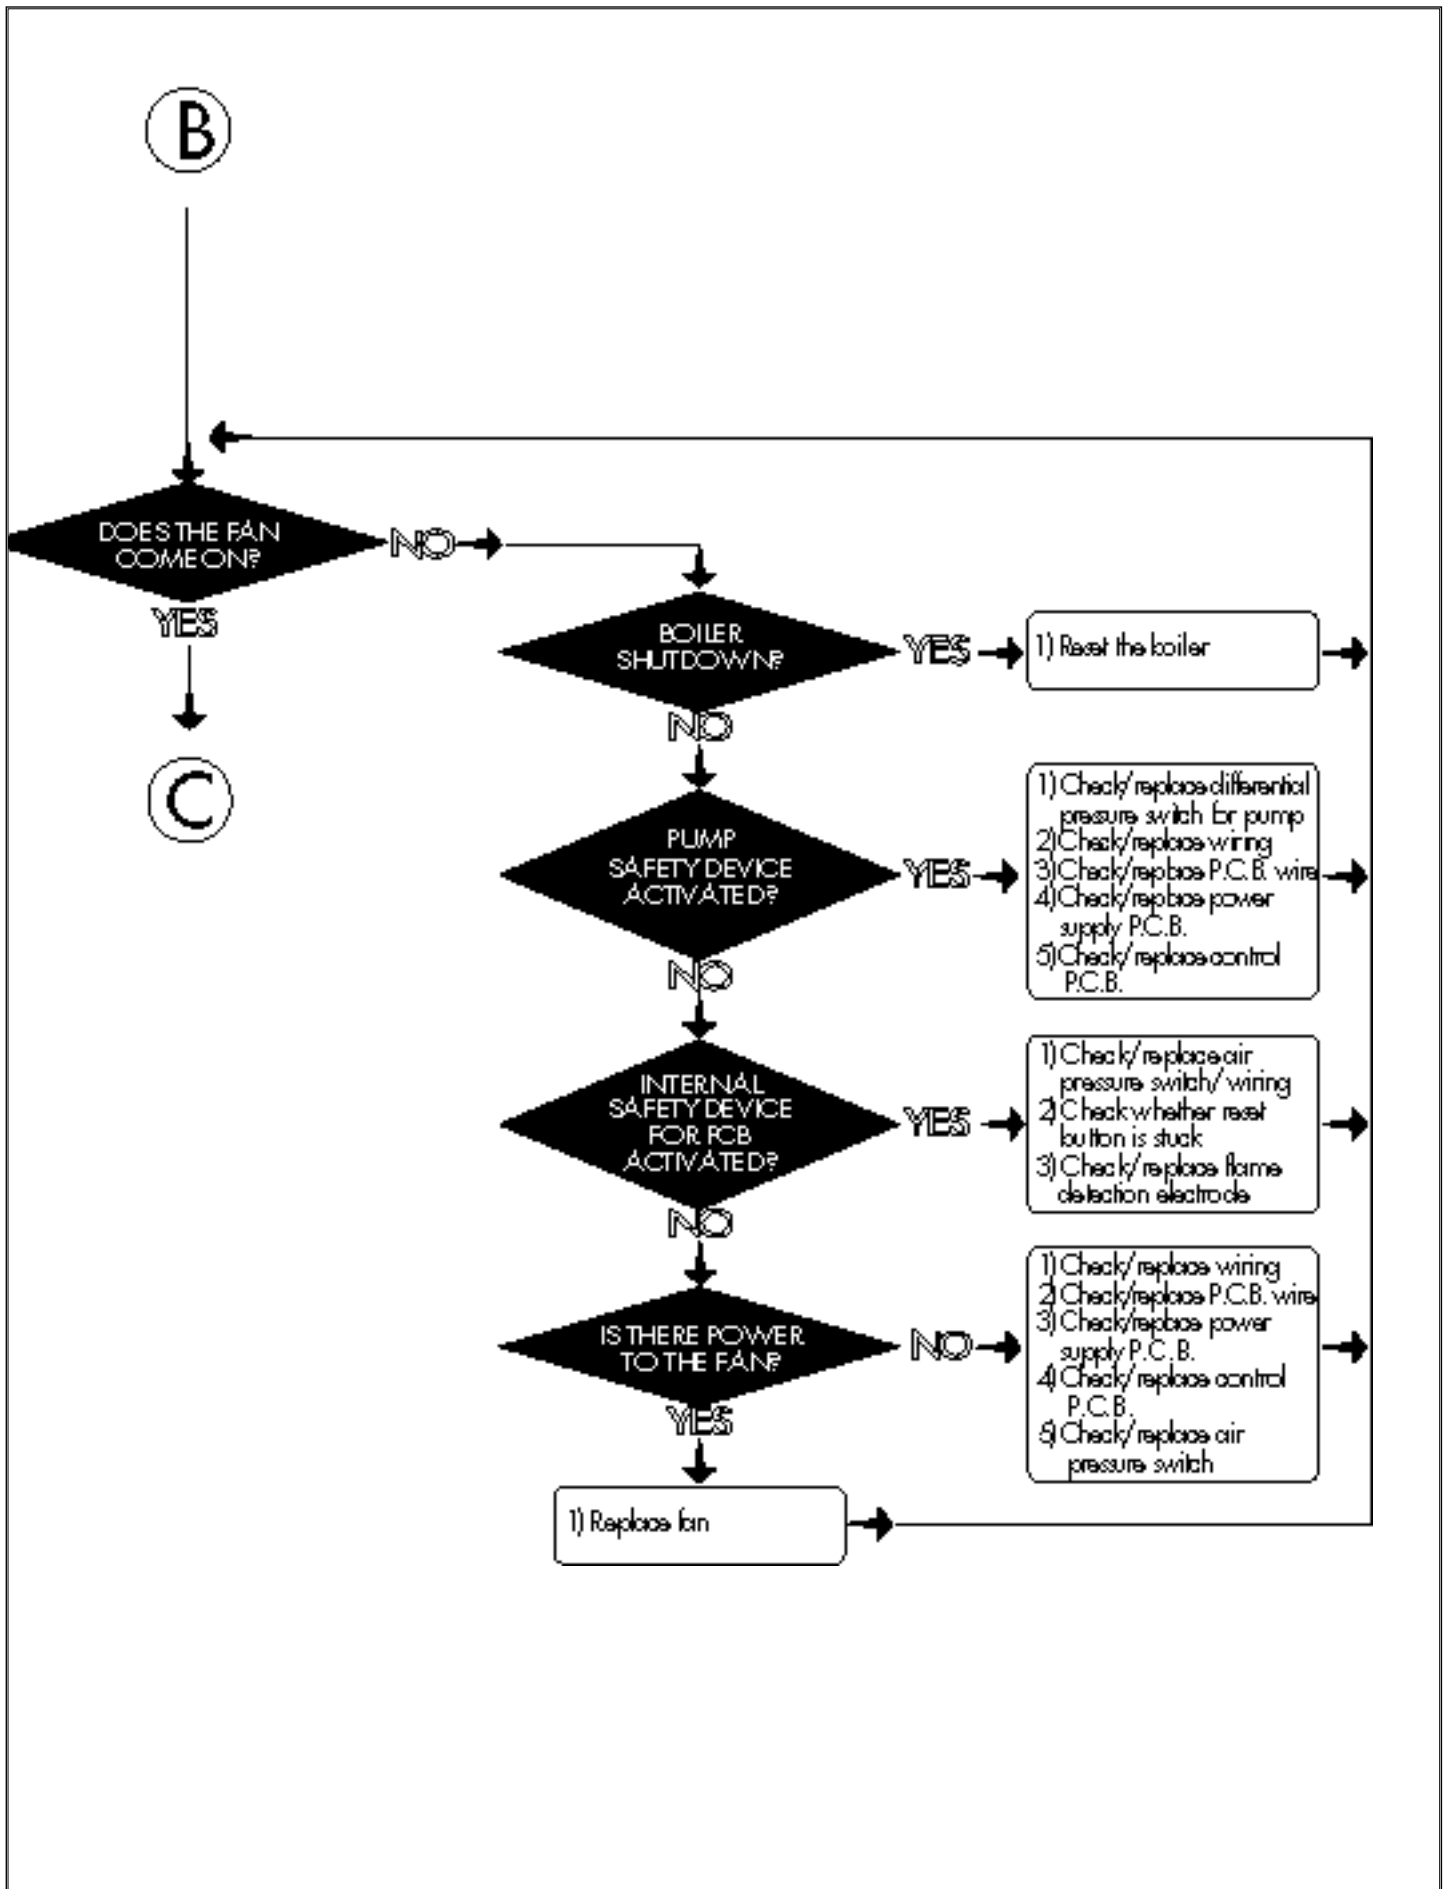 B
DOES THE FAN
COME ON?
NO
YES
C
BOILER
SHUTDOWN?
YES
1) Reset the boiler
NO
PUMP
SAFETY DEVICE
ACTIVATED?
YES
1) Check/replace differential
pressure switch for pump
2) Check/replace wiring
3) Check/replace P.C.B. wire
4) Check/replace power
supply P.C.B.
5) Check/replace control
P.C.B.
NO
INTERNAL
SAFETY DEVICE
FOR PCB
ACTIVATED?
YES
1) Check/replace air
pressure switch/wiring
2) Check whether reset
button is stuck
3) Check/replace flame
detection electrode
NO
IS THERE POWER
TO THE FAN?
NO
1) Check/replace wiring
2) Check/replace P.C.B. wire
3) Check/replace power
supply P.C.B.
4) Check/replace control
P.C.B.
5) Check/replace air
pressure switch
YES
1) Replace fan